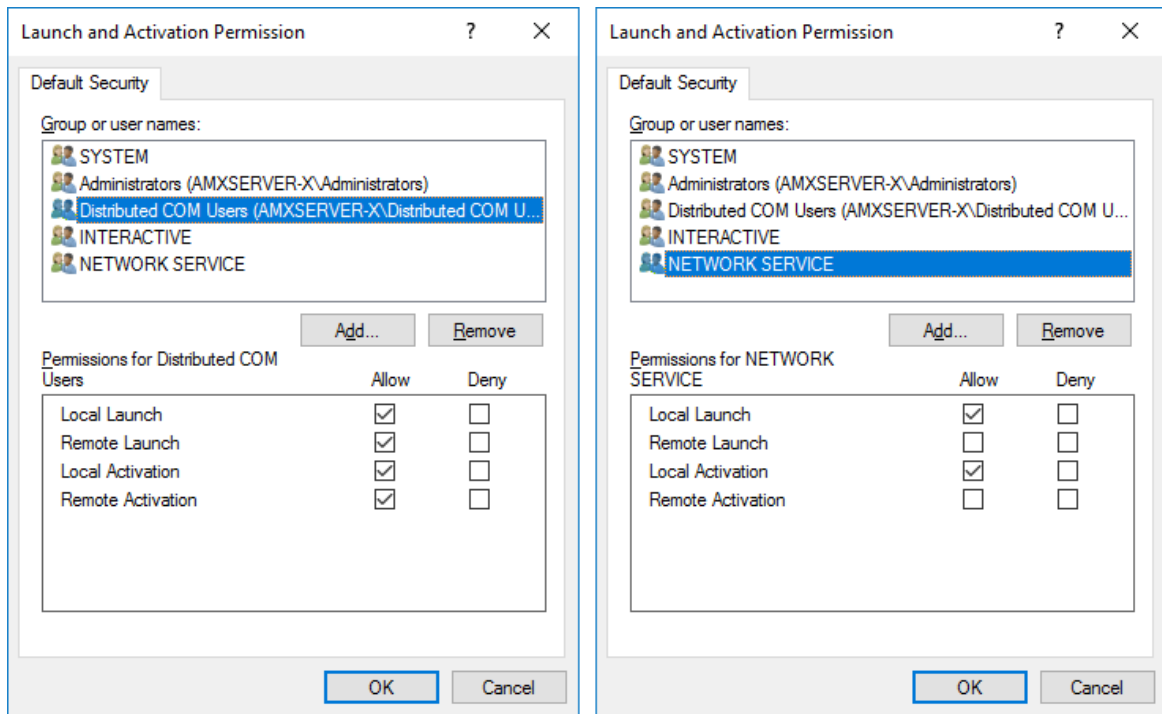 Launch and Activation Permission ? X
Default Security
Group or user names:
SYSTEM
Administrators (AMXSERVER-X\Administrators)
Distributed COM Users (AMXSERVER-X\Distributed COM U...
INTERACTIVE
NETWORK SERVICE
Add... Remove
Permissions for Distributed COM
Users Allow Deny
Local Launch
Remote Launch
Local Activation
Remote Activation
OK Cancel
Launch and Activation Permission ? X
Default Security
Group or user names:
SYSTEM
Administrators (AMXSERVER-X\Administrators)
Distributed COM Users (AMXSERVER-X\Distributed COM U...
INTERACTIVE
NETWORK SERVICE
Add... Remove
Permissions for NETWORK
SERVICE Allow Deny
Local Launch
Remote Launch
Local Activation
Remote Activation
OK Cancel